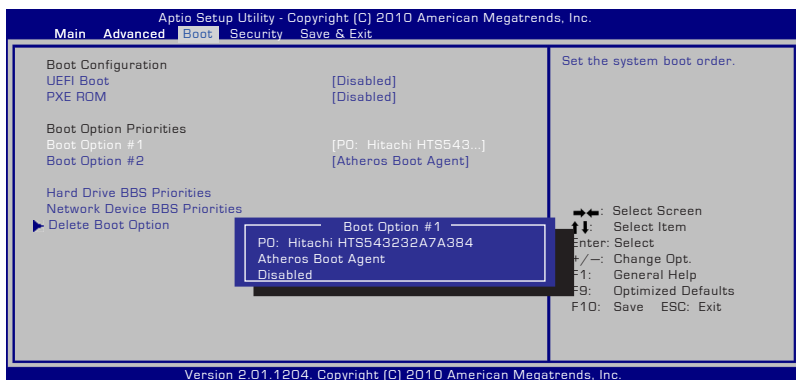 Aptio Setup Utility - Copyright (C) 2010 American Megatrends, Inc.
Main Advanced Boot Security Save & Exit
Boot Configuration
UEFI Boot [Disabled]
PXE ROM [Disabled]
Boot Option Priorities
Boot Option #1 [P0: Hitachi HTS543...]
Boot Option #2 [Atheros Boot Agent]
Hard Drive BBS Priorities
Network Device BBS Priorities
Delete Boot Option
Boot Option #1
P0: Hitachi HTS543232A7A384
Atheros Boot Agent
Disabled
Set the system boot order.
→←: Select Screen
↑↓: Select Item
Enter: Select
+/—: Change Opt.
F1: General Help
F9: Optimized Defaults
F10: Save ESC: Exit
Version 2.01.1204. Copyright (C) 2010 American Megatrends, Inc.